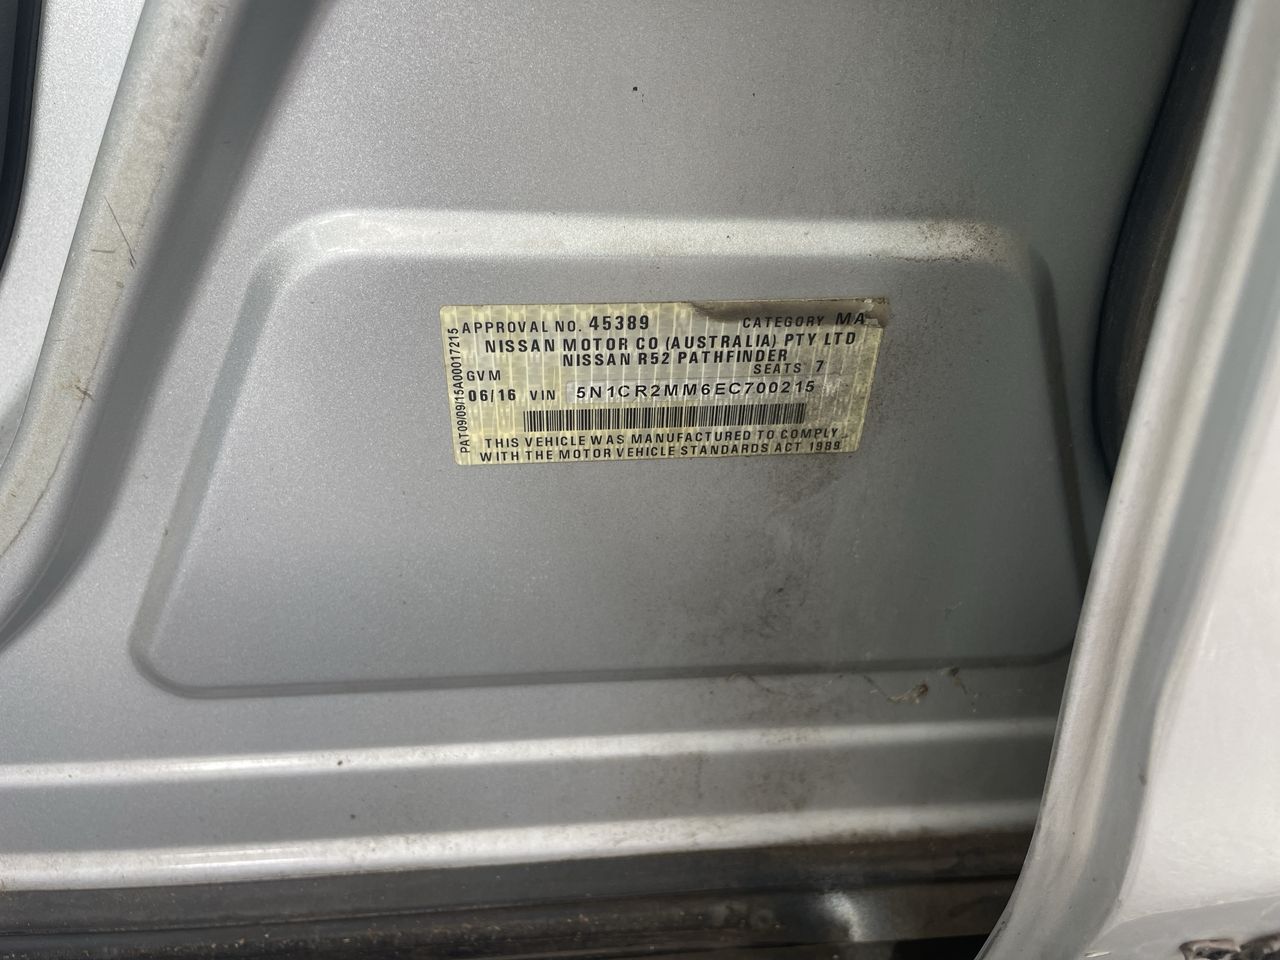 APPROVAL NO. 45389 CATEGORY MA
NISSAN MOTOR CO (AUSTRALIA) PTY LTD
NISSAN R52 PATHFINDER
GVM SEATS 7
06/16 VIN 5N1CR2MM6EC700215
THIS VEHICLE WAS MANUFACTURED TO COMPLY
WITH THE MOTOR VEHICLE STANDARDS ACT 1989
PAT09/09/15A00017215